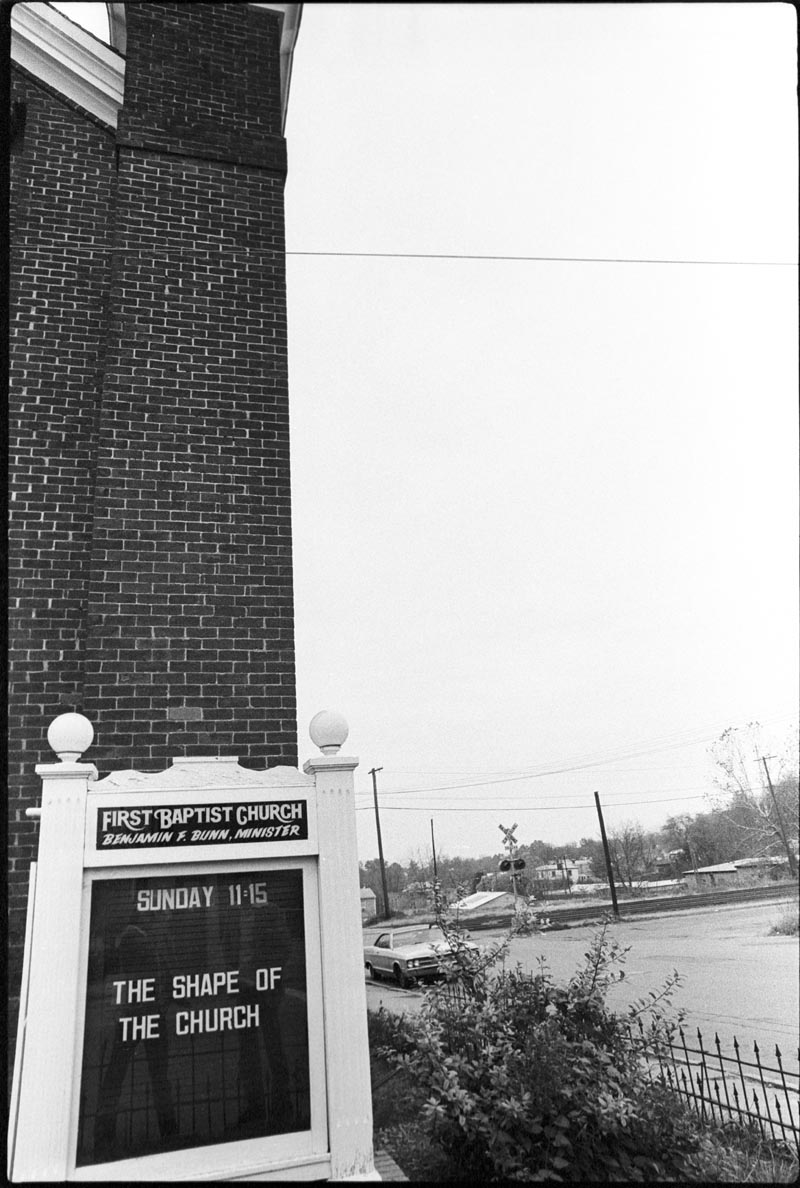 FIRST BAPTIST CHURCH
BENJAMIN F. BUNN, MINISTER
SUNDAY 11:15
THE SHAPE OF
THE CHURCH